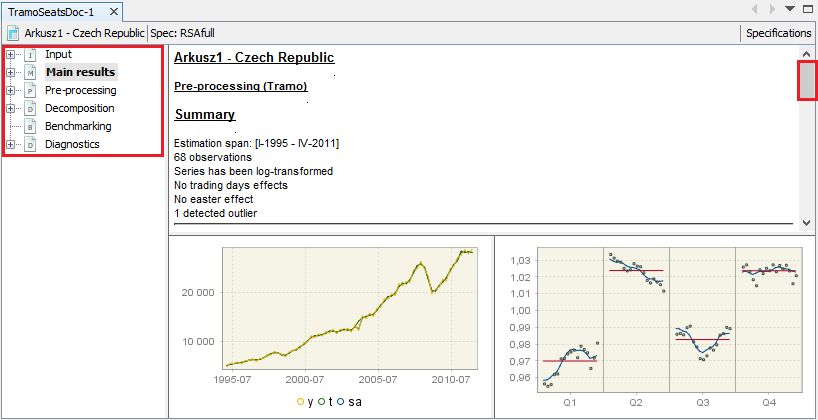 TramoSeatsDoc-1
Arkusz1 - Czech Republic Spec: RSAfull Specifications
I Input
M Main results
P Pre-processing
D Decomposition
B Benchmarking
D Diagnostics
Arkusz1 - Czech Republic
Pre-processing (Tramo)
Summary
Estimation span: [I-1995 - IV-2011]
68 observations
Series has been log-transformed
No trading days effects
No easter effect
1 detected outlier
20 000
10 000
1995-07 2000-07 2005-07 2010-07
y t sa
1,03
1,02
1,01
1,00
0,99
0,98
0,97
0,96
Q1 Q2 Q3 Q4